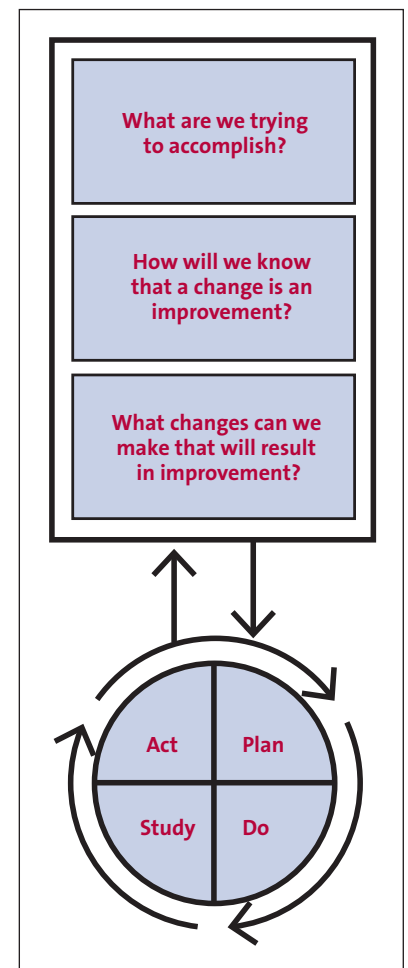 What are we trying
to accomplish?
How will we know
that a change is an
improvement?
What changes can we
make that will result
in improvement?
Act
Plan
Study
Do